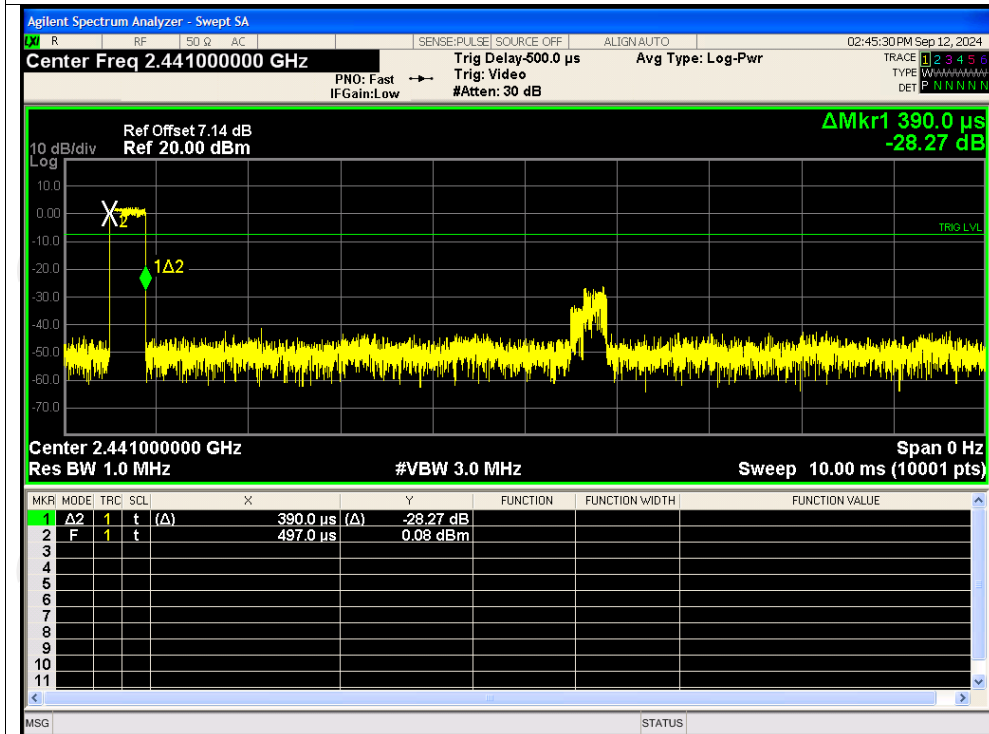 Agilent Spectrum Analyzer - Swept SA
LXI R RF 50 Ω AC SENSE:PULSE SOURCE OFF ALIGNAUTO 02:45:30 PM Sep 12, 2024
Center Freq 2.441000000 GHz
PNO: Fast
IFGain:Low
Trig Delay-500.0 µs
Trig: Video
#Atten: 30 dB
Avg Type: Log-Pwr
TRACE 1 2 3 4 5 6
TYPE W
DET P N N N N N
ΔMkr1 390.0 µs
-28.27 dB
Ref Offset 7.14 dB
10 dB/div Ref 20.00 dBm
Log
10.0
0.00
-10.0
-20.0
-30.0
-40.0
-50.0
-60.0
-70.0
X2
1Δ2
TRIG LVL
Center 2.441000000 GHz Span 0 Hz
Res BW 1.0 MHz #VBW 3.0 MHz Sweep 10.00 ms (10001 pts)
MKR MODE TRC SCL X Y FUNCTION FUNCTION WIDTH FUNCTION VALUE
1 Δ2 1 t (Δ) 390.0 µs (Δ) -28.27 dB
2 F 1 t 497.0 µs 0.08 dBm
3
4
5
6
7
8
9
10
11
MSG STATUS